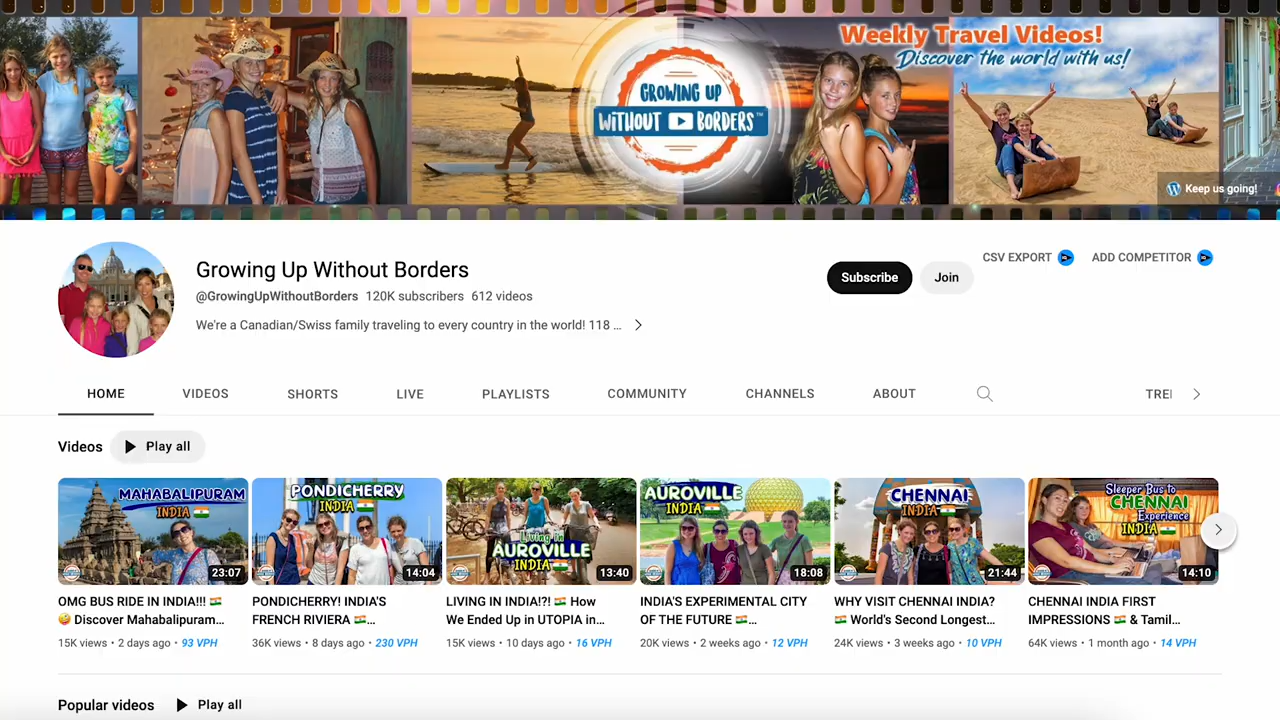 Weekly Travel Videos!
Discover the world with us!
GROWING UP
WITHOUT BORDERS™
Keep us going!
Growing Up Without Borders
@GrowingUpWithoutBorders 120K subscribers 612 videos
We're a Canadian/Swiss family traveling to every country in the world! 118 ...
Subscribe
Join
CSV EXPORT
ADD COMPETITOR
HOME
VIDEOS
SHORTS
LIVE
PLAYLISTS
COMMUNITY
CHANNELS
ABOUT
TRE
Videos
Play all
MAHABALIPURAM
INDIA
23:07
PONDICHERRY
INDIA
14:04
Living in
AUROVILLE
INDIA
13:40
AUROVILLE
INDIA
18:08
CHENNAI
INDIA
21:44
Sleeper Bus to
CHENNAI
Experience
INDIA
14:10
OMG BUS RIDE IN INDIA!!! 🇮🇳
🤪 Discover Mahabalipuram...
15K views • 2 days ago • 93 VPH
PONDICHERRY! INDIA'S
FRENCH RIVIERA 🇮🇳...
36K views • 8 days ago • 230 VPH
LIVING IN INDIA!?! 🇮🇳 How
We Ended Up in UTOPIA in...
15K views • 10 days ago • 16 VPH
INDIA'S EXPERIMENTAL CITY
OF THE FUTURE 🇮🇳...
20K views • 2 weeks ago • 12 VPH
WHY VISIT CHENNAI INDIA?
🇮🇳 World's Second Longest...
24K views • 3 weeks ago • 10 VPH
CHENNAI INDIA FIRST
IMPRESSIONS 🇮🇳 & Tamil...
64K views • 1 month ago • 14 VPH
Popular videos
Play all